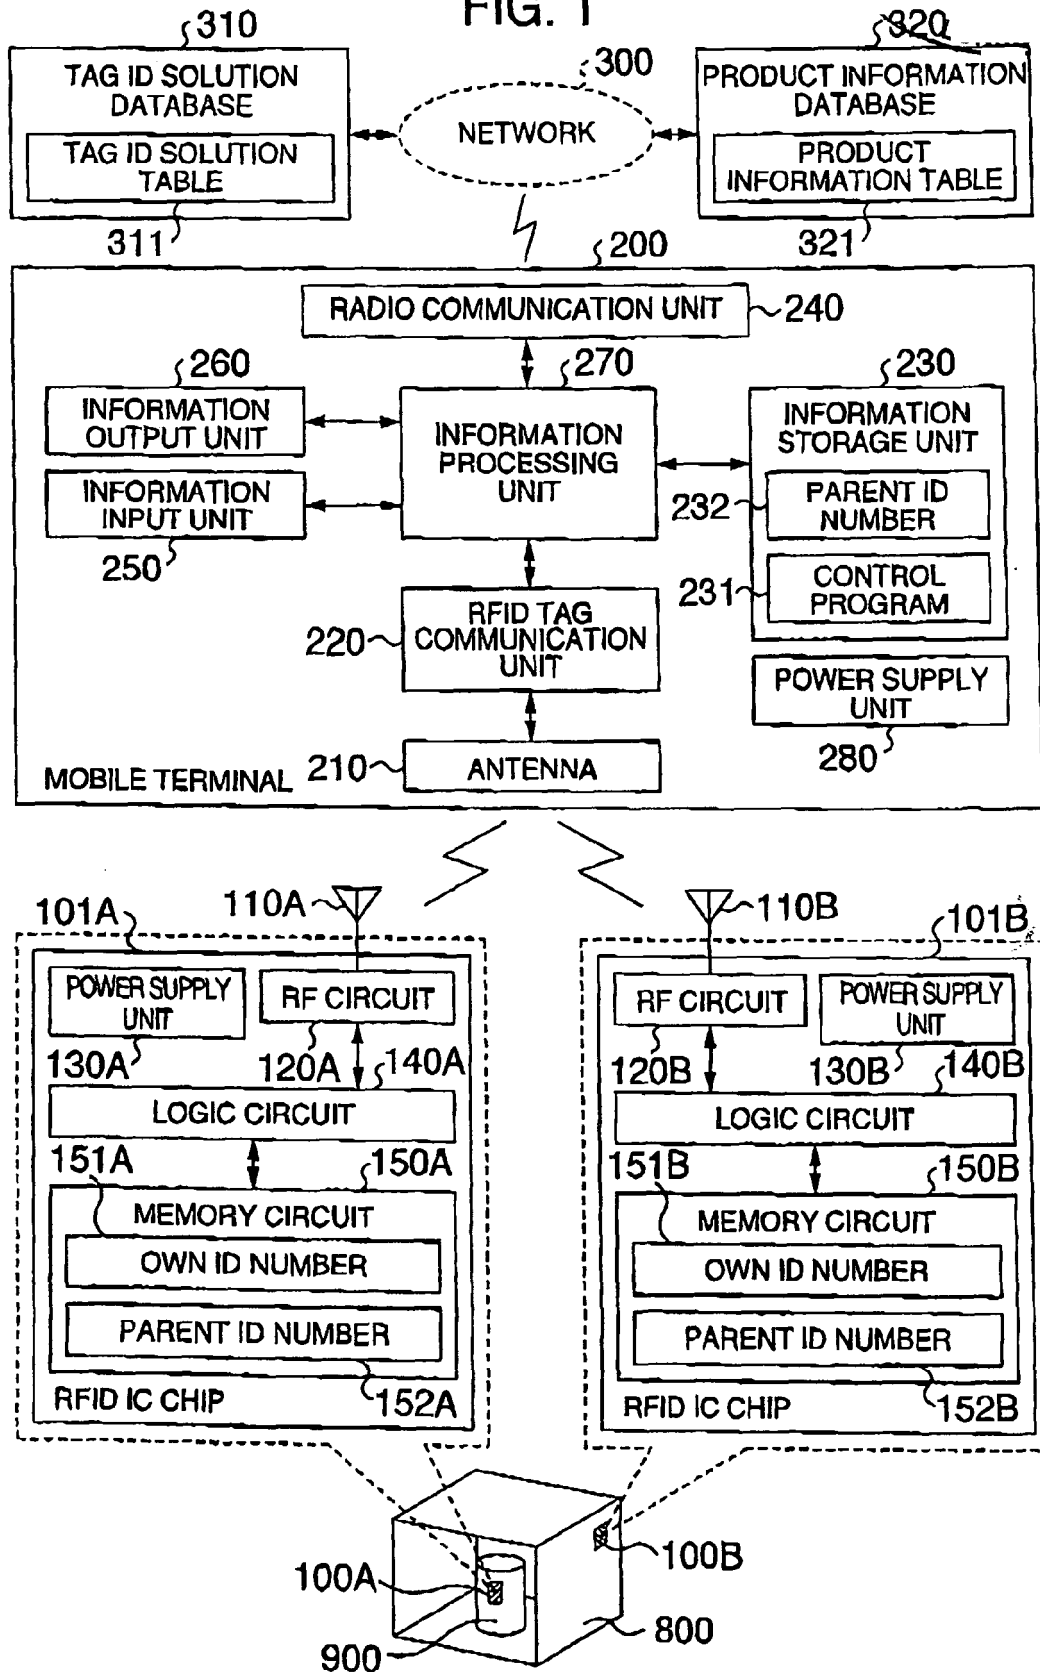 FIG. 1
310
320
TAG ID SOLUTION
DATABASE
TAG ID SOLUTION
TABLE
311
300
NETWORK
PRODUCT INFORMATION
DATABASE
PRODUCT
INFORMATION TABLE
321
200
RADIO COMMUNICATION UNIT
240
260
INFORMATION
OUTPUT UNIT
INFORMATION
INPUT UNIT
250
270
INFORMATION
PROCESSING
UNIT
230
INFORMATION
STORAGE UNIT
232
PARENT ID
NUMBER
231
CONTROL
PROGRAM
220
RFID TAG
COMMUNICATION
UNIT
POWER SUPPLY
UNIT
280
210
ANTENNA
MOBILE TERMINAL
110A
101A
POWER SUPPLY
UNIT
130A
RF CIRCUIT
120A
140A
LOGIC CIRCUIT
151A
150A
MEMORY CIRCUIT
OWN ID NUMBER
PARENT ID NUMBER
RFID IC CHIP
152A
110B
101B
RF CIRCUIT
120B
POWER SUPPLY
UNIT
130B
140B
LOGIC CIRCUIT
151B
150B
MEMORY CIRCUIT
OWN ID NUMBER
PARENT ID NUMBER
RFID IC CHIP
152B
100A
100B
900
800